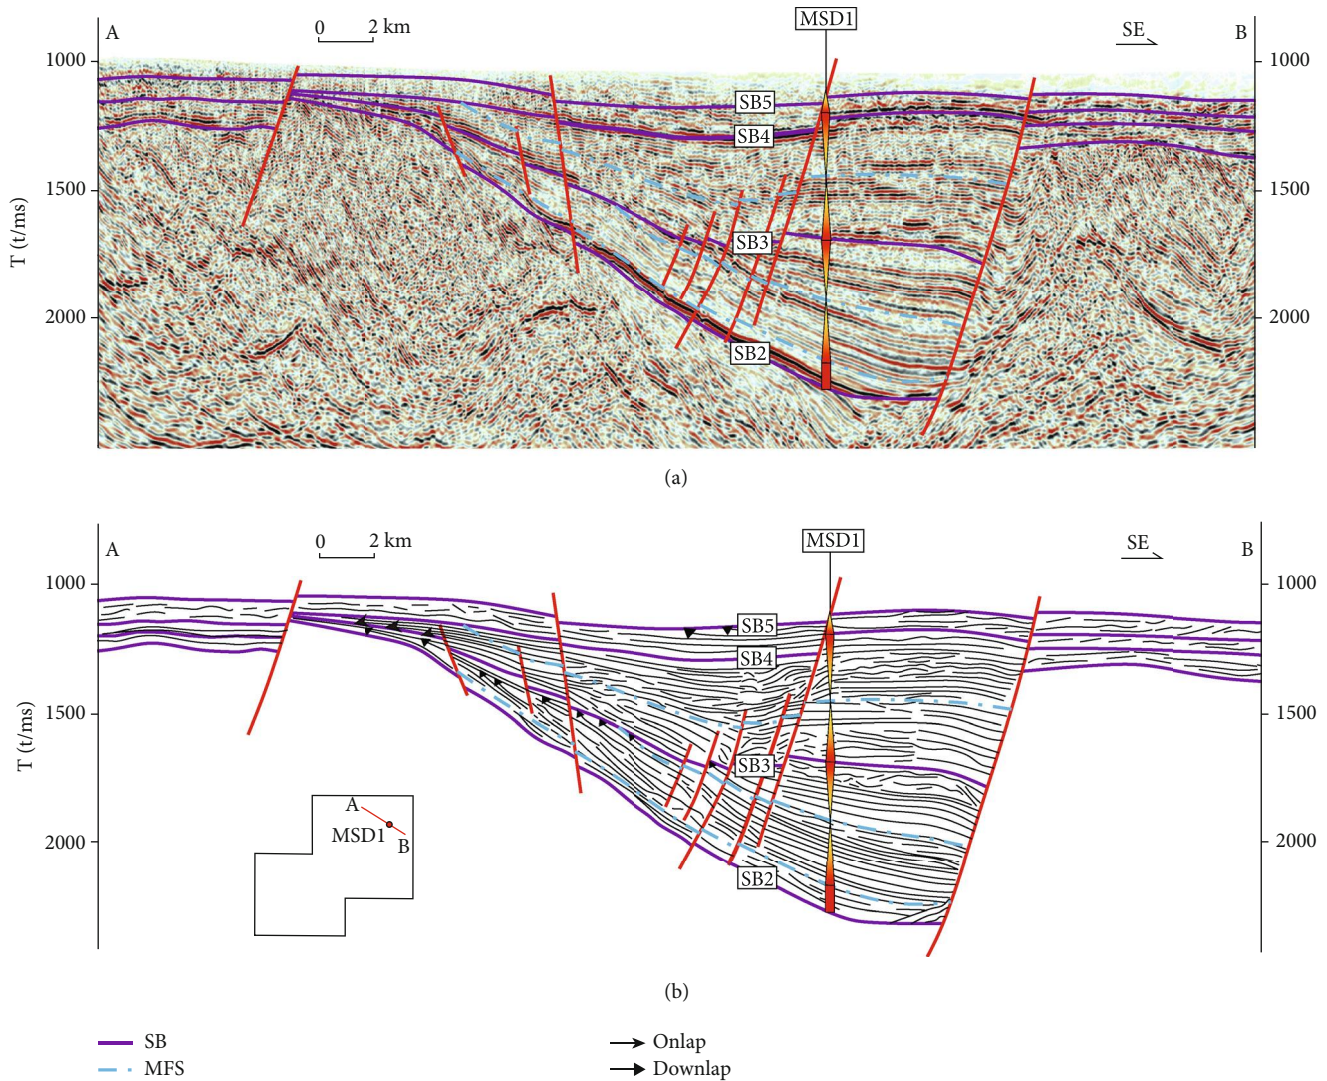 MSD1
A
0 2 km
SE
B
1000
1000
SB5
SB4
1500
1500
SB3
T (t/ms)
2000
2000
SB2
(a)
MSD1
A
0 2 km
SE
B
1000
1000
SB5
SB4
1500
1500
T (t/ms)
SB3
A
MSD1
B
2000
2000
SB2
(b)
SB
Onlap
MFS
Downlap